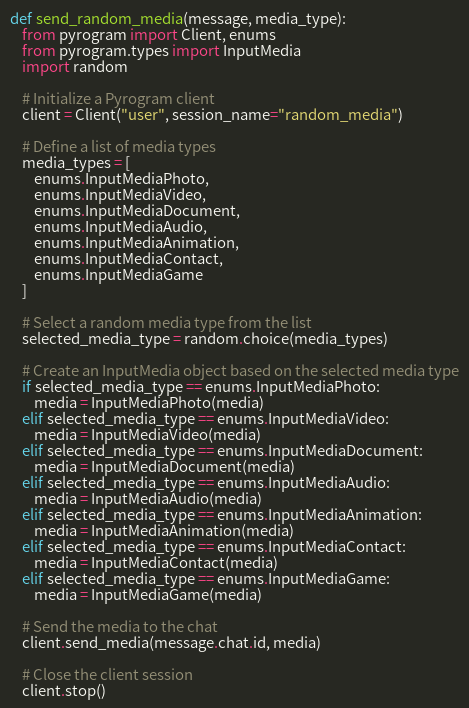 def send_random_media(message, media_type):
from pyrogram import Client, enums
from pyrogram.types import InputMedia
import random
# Initialize a Pyrogram client
client = Client("user", session_name="random_media")
# Define a list of media types
media_types = [
enums.InputMediaPhoto,
enums.InputMediaVideo,
enums.InputMediaDocument,
enums.InputMediaAudio,
enums.InputMediaAnimation,
enums.InputMediaContact,
enums.InputMediaGame
]
# Select a random media type from the list
selected_media_type = random.choice(media_types)
# Create an InputMedia object based on the selected media type
if selected_media_type == enums.InputMediaPhoto:
media = InputMediaPhoto(media)
elif selected_media_type == enums.InputMediaVideo:
media = InputMediaVideo(media)
elif selected_media_type == enums.InputMediaDocument:
media = InputMediaDocument(media)
elif selected_media_type == enums.InputMediaAudio:
media = InputMediaAudio(media)
elif selected_media_type == enums.InputMediaAnimation:
media = InputMediaAnimation(media)
elif selected_media_type == enums.InputMediaContact:
media = InputMediaContact(media)
elif selected_media_type == enums.InputMediaGame:
media = InputMediaGame(media)
# Send the media to the chat
client.send_media(message.chat.id, media)
# Close the client session
client.stop()